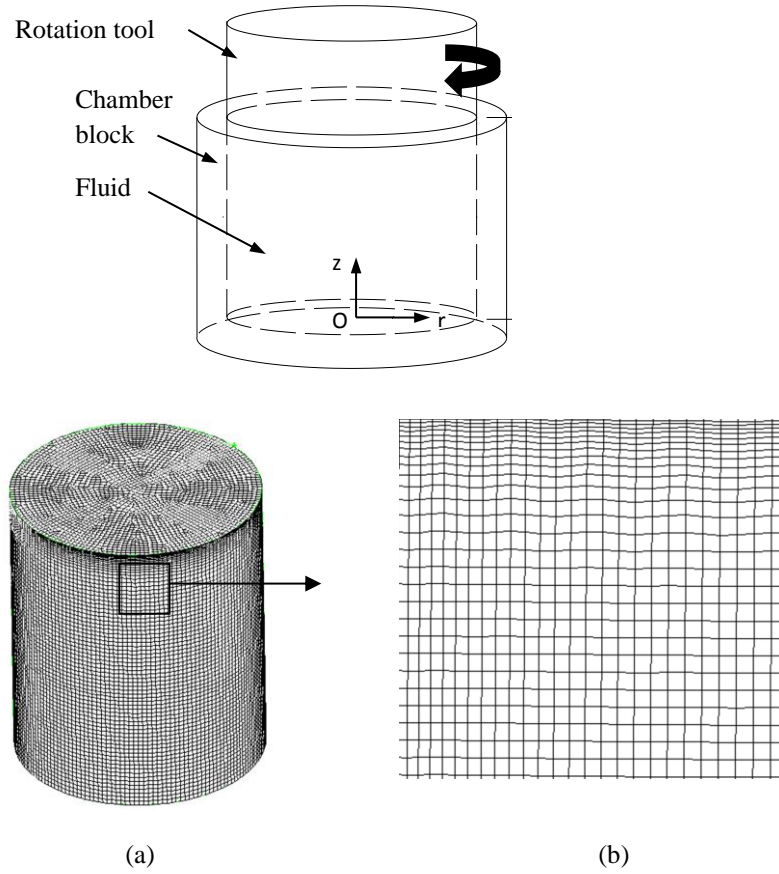 Rotation tool
Chamber
block
Fluid
z
O
r
(a)
(b)